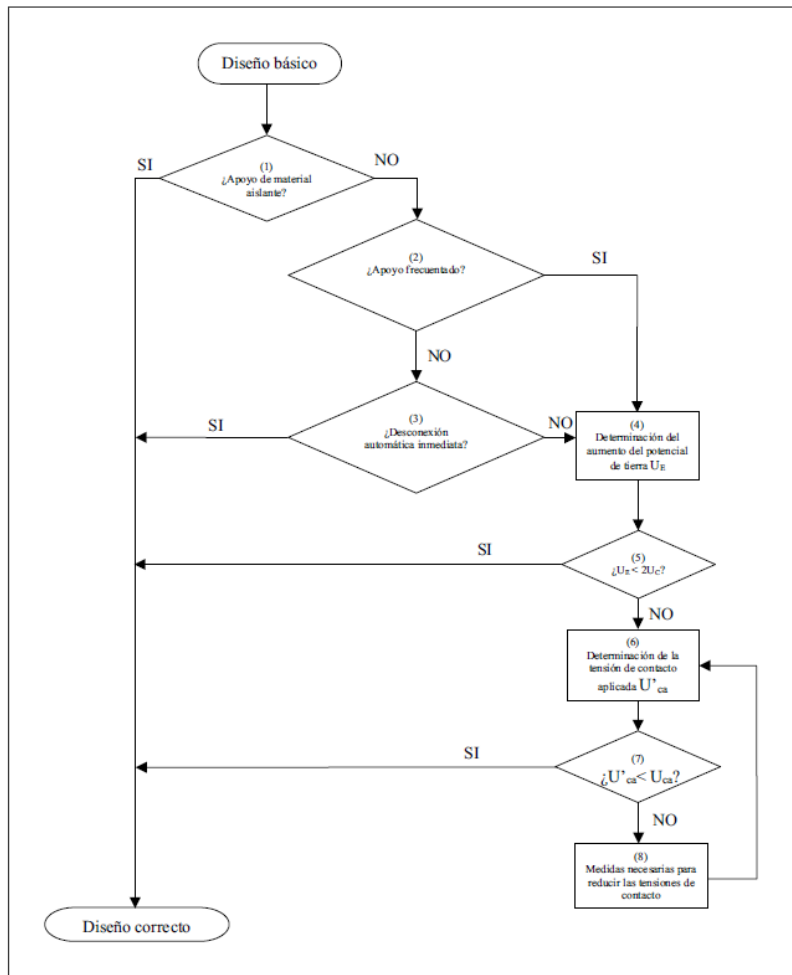 Diseño básico
SI
NO
(1)
¿Apoyo de material
aislante?
(2)
¿Apoyo frecuentado?
SI
NO
SI
(3)
¿Desconexión
automática inmediata?
NO
(4)
Determinación del
aumento del potencial
de tierra UE
SI
(5)
¿UE< 2UC?
NO
(6)
Determinación de la
tensión de contacto
aplicada U'ca
SI
(7)
¿U'ca< Uca?
NO
(8)
Medidas necesarias para
reducir las tensiones de
contacto
Diseño correcto